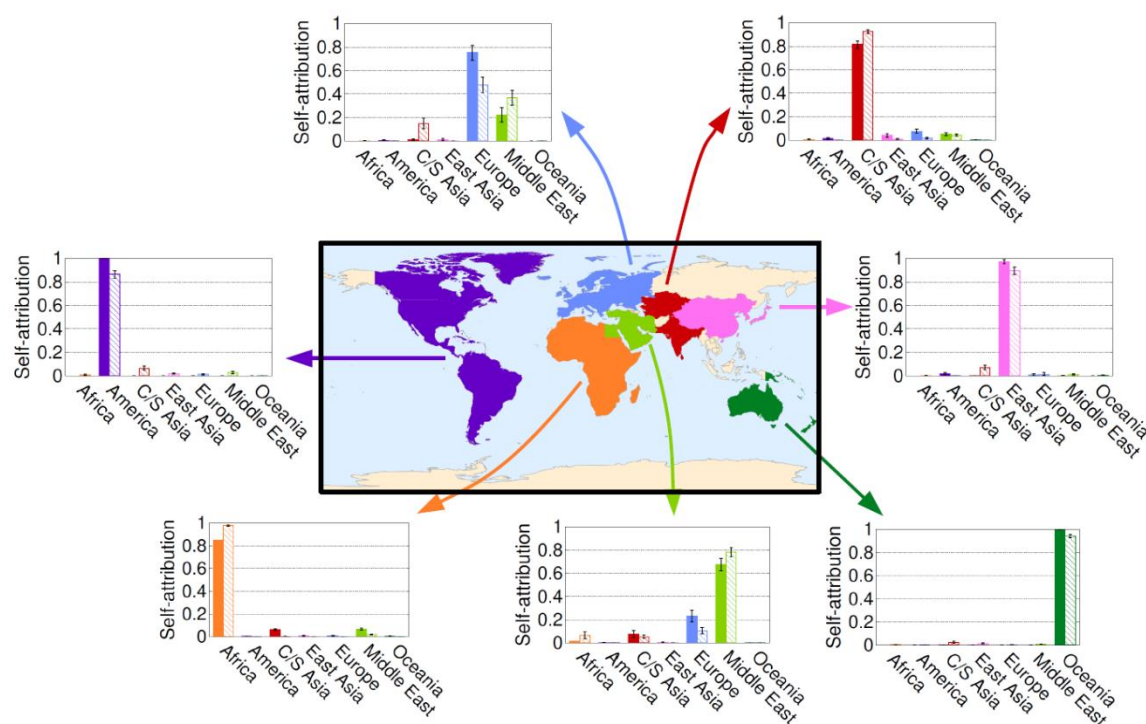 Self-attribution
1
0.8
0.6
0.4
0.2
0
Africa
America
C/S Asia
East Asia
Europe
Middle East
Oceania
Self-attribution
1
0.8
0.6
0.4
0.2
0
Africa
America
C/S Asia
East Asia
Europe
Middle East
Oceania
Self-attribution
1
0.8
0.6
0.4
0.2
0
Africa
America
C/S Asia
East Asia
Europe
Middle East
Oceania
Self-attribution
1
0.8
0.6
0.4
0.2
0
Africa
America
C/S Asia
East Asia
Europe
Middle East
Oceania
Self-attribution
1
0.8
0.6
0.4
0.2
0
Africa
America
C/S Asia
East Asia
Europe
Middle East
Oceania
Self-attribution
1
0.8
0.6
0.4
0.2
0
Africa
America
C/S Asia
East Asia
Europe
Middle East
Oceania
Self-attribution
1
0.8
0.6
0.4
0.2
0
Africa
America
C/S Asia
East Asia
Europe
Middle East
Oceania